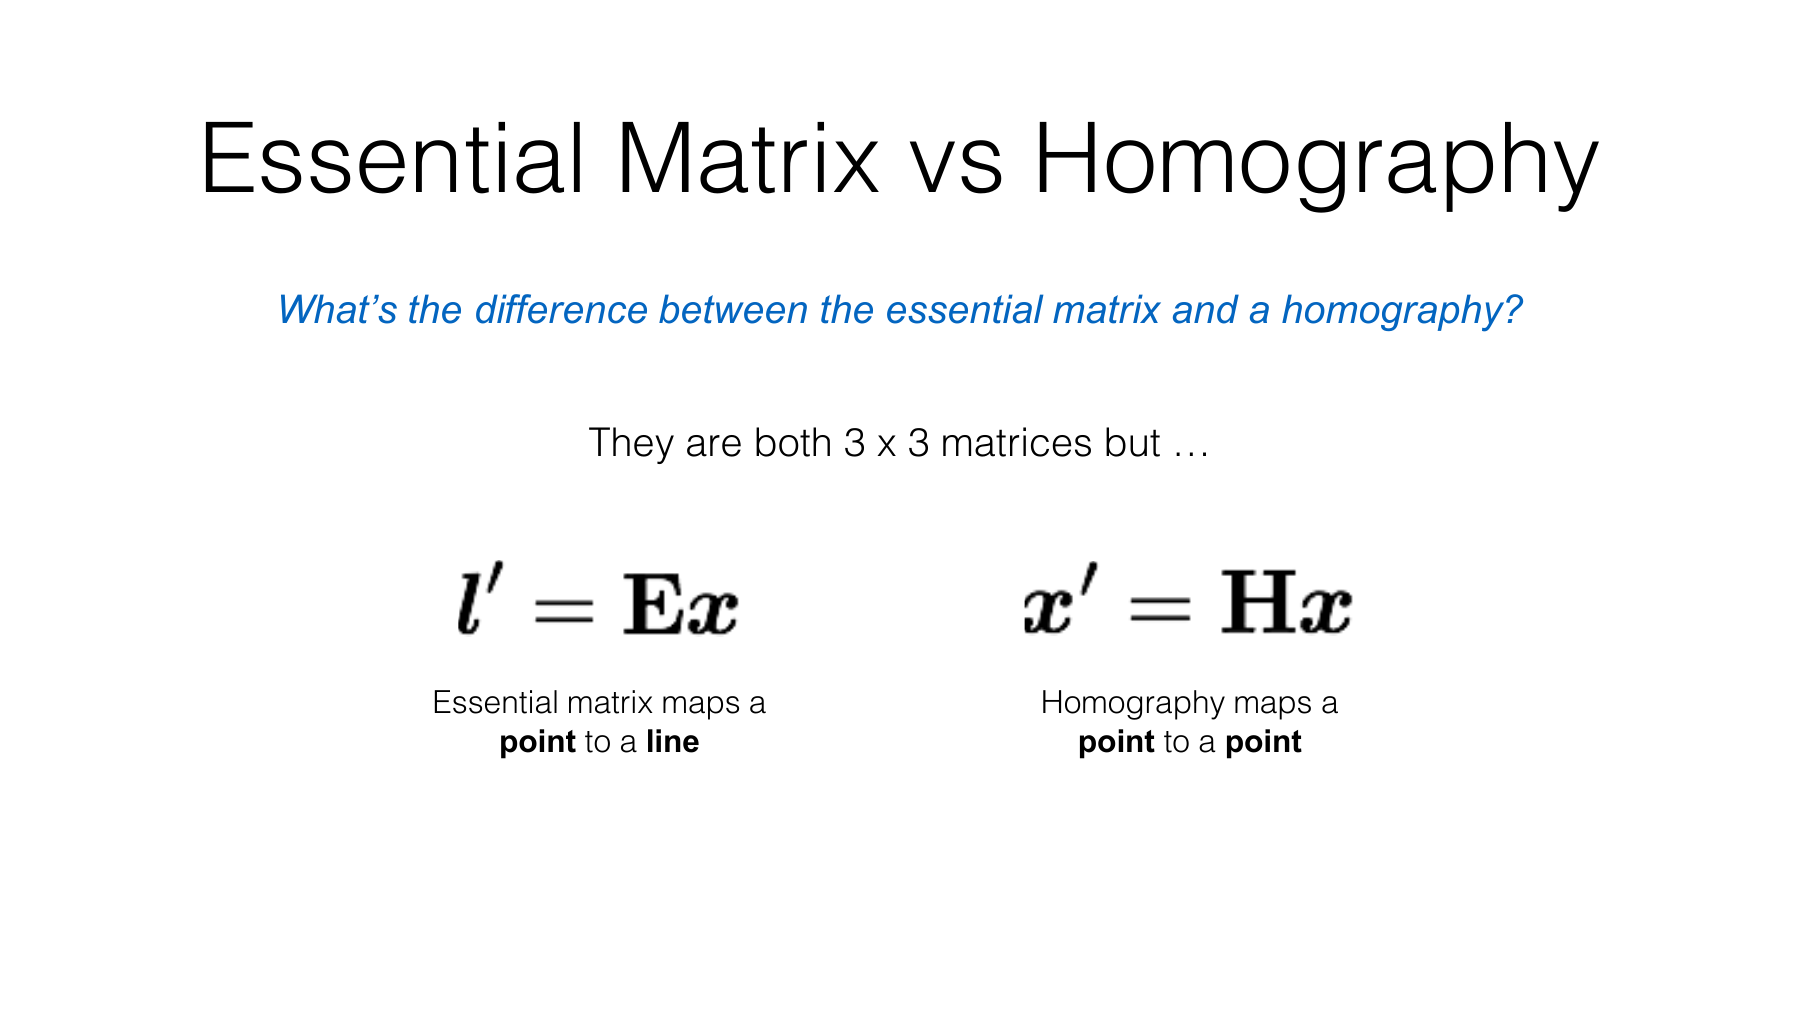 Essential Matrix vs Homography
What’s the difference between the essential matrix and a homography?
They are both 3 x 3 matrices but …
l′ = Ex
x′ = Hx
Essential matrix maps a
point to a line
Homography maps a
point to a point